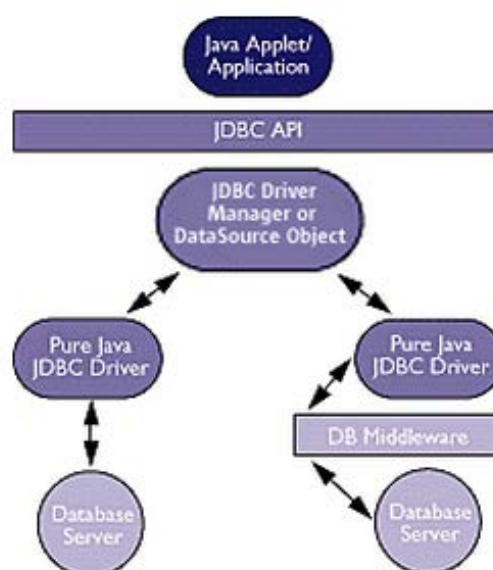 Java Applet/
Application
JDBC API
JDBC Driver
Manager or
DataSource Object
Pure Java
JDBC Driver
Pure Java
JDBC Driver
DB Middleware
Database
Server
Database
Server